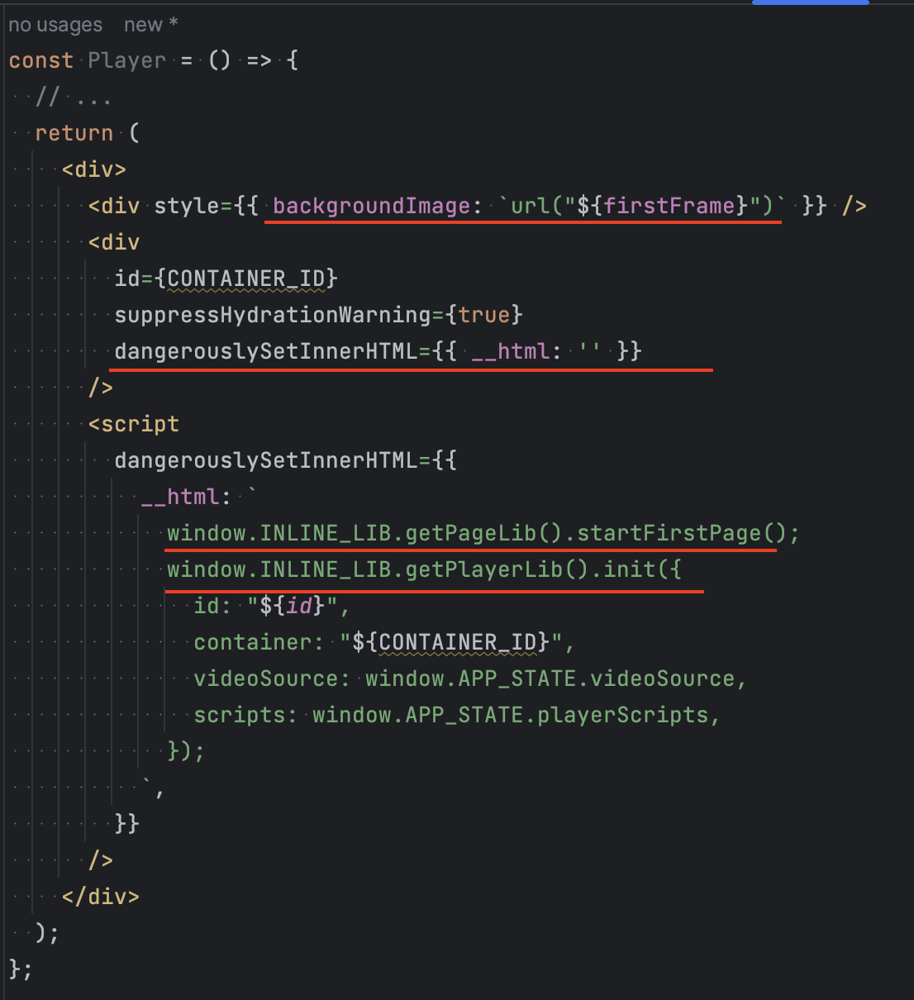 no usages new *
const Player = () => {
// ...
return (
<div>
<div style={{ backgroundImage: `url("${firstFrame}")` }} />
<div
id={CONTAINER_ID}
suppressHydrationWarning={true}
dangerouslySetInnerHTML={{ __html: '' }}
/>
<script
dangerouslySetInnerHTML={{
__html: `
window.INLINE_LIB.getPageLib().startFirstPage();
window.INLINE_LIB.getPlayerLib().init({
id: "${id}",
container: "${CONTAINER_ID}",
videoSource: window.APP_STATE.videoSource,
scripts: window.APP_STATE.playerScripts,
});
`,
}}
/>
</div>
);
};